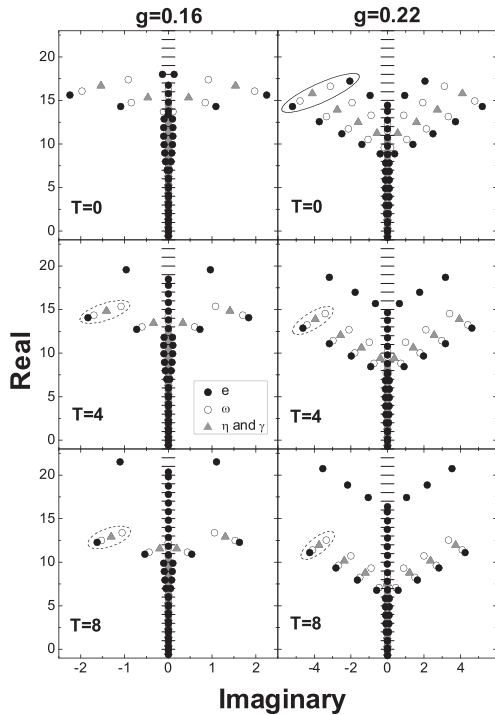 g=0.16 g=0.22
20
15
10
5
0
T=0 T=0
20
15
10
5
0
T=4 T=4
e
ω
η and γ
20
15
10
5
0
T=8 T=8
-2 -1 0 1 2 -4 -2 0 2 4
Real
Imaginary